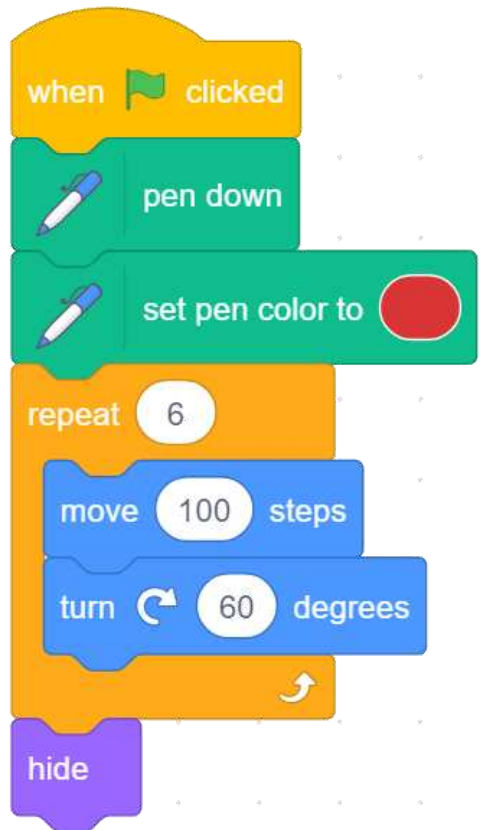 when clicked
pen down
set pen color to
repeat 6
move 100 steps
turn 60 degrees
hide